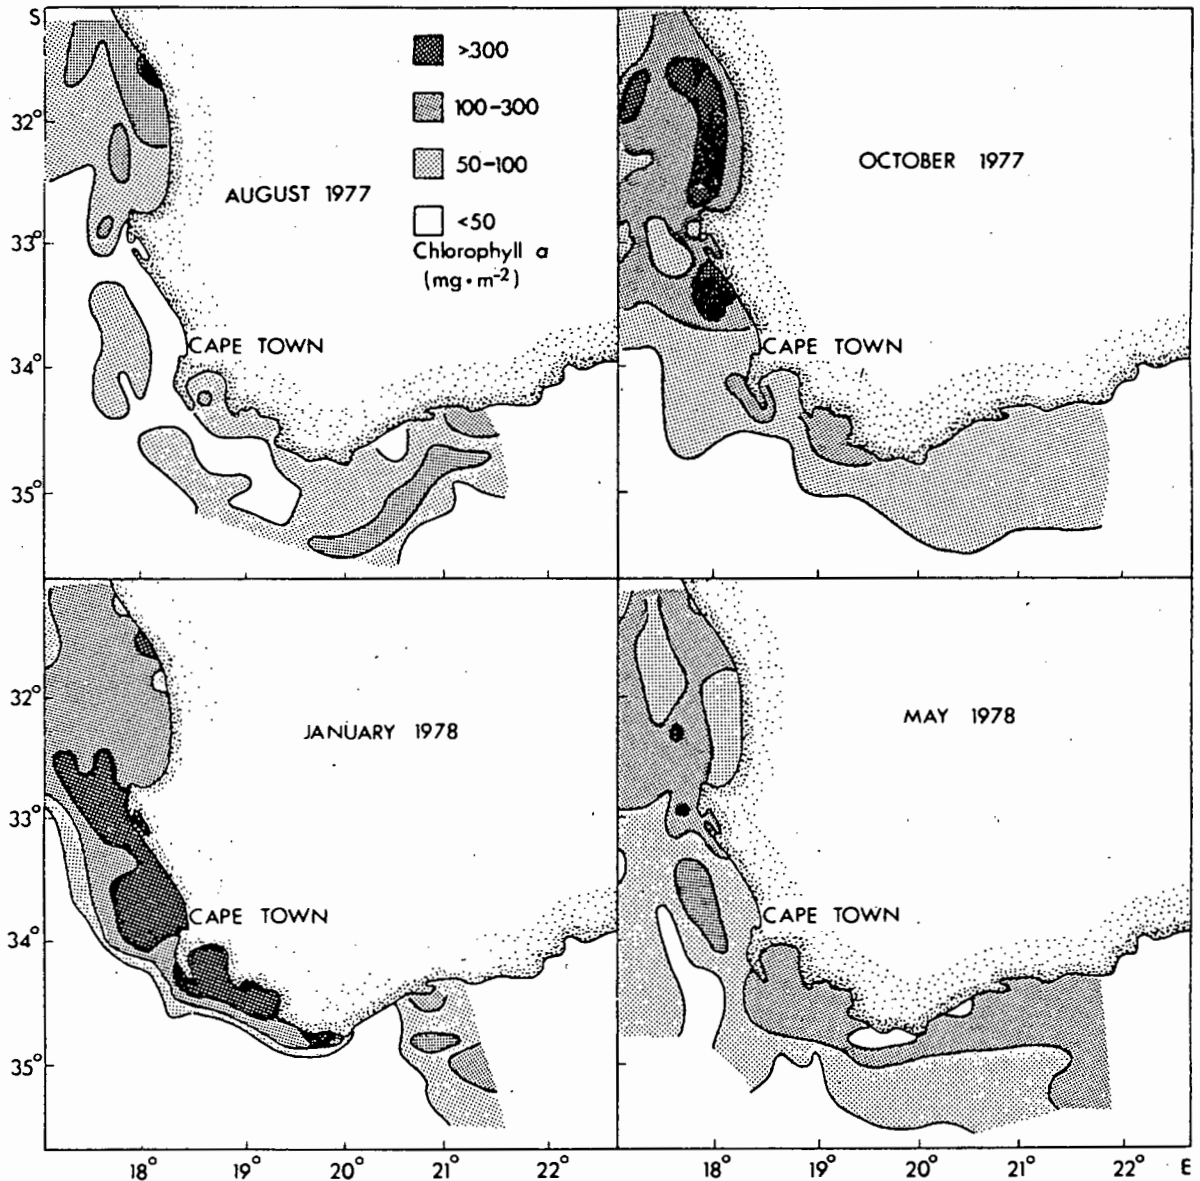 S
>300
100-300
50-100
<50
Chlorophyll a
(mg·m⁻²)
AUGUST 1977
32°
33°
34°
35°
CAPE TOWN
OCTOBER 1977
CAPE TOWN
JANUARY 1978
32°
33°
34°
35°
CAPE TOWN
18° 19° 20° 21° 22°
MAY 1978
CAPE TOWN
18° 19° 20° 21° 22° E